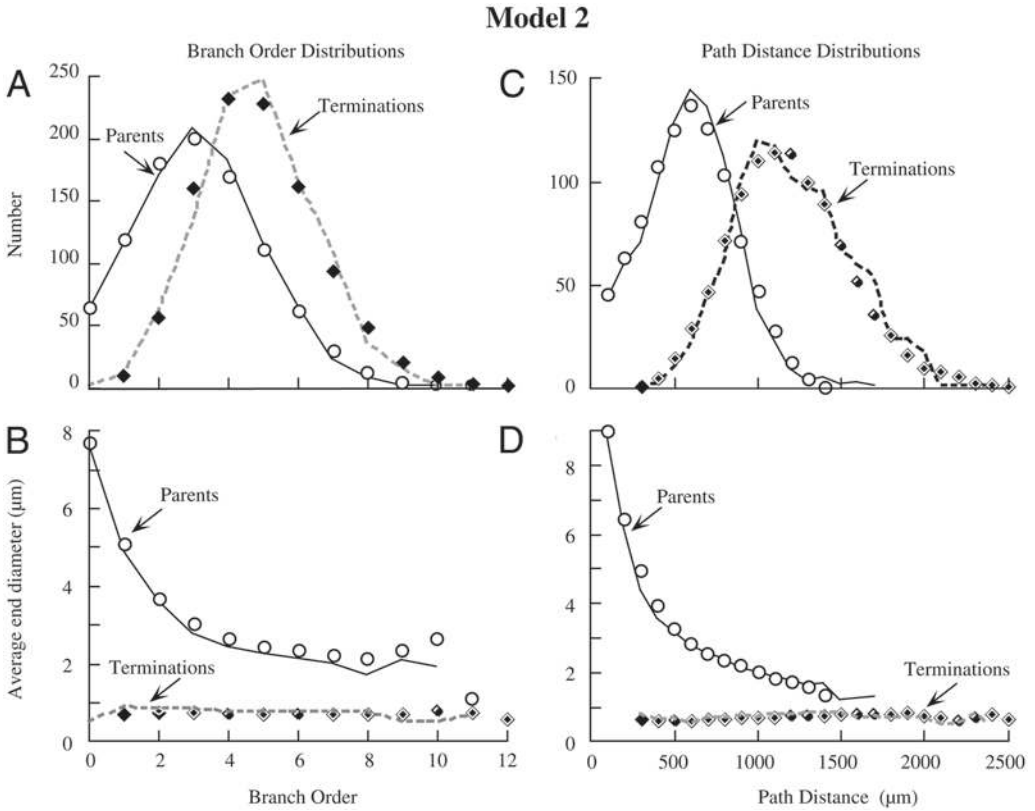 Model 2
Branch Order Distributions
Path Distance Distributions
A
250
200
150
100
50
0
Number
Parents
Terminations
C
150
100
50
0
Parents
Terminations
B
8
6
4
2
0
Average end diameter (µm)
Parents
Terminations
0 2 4 6 8 10 12
Branch Order
D
8
6
4
2
0
Parents
Terminations
0 500 1000 1500 2000 2500
Path Distance (µm)